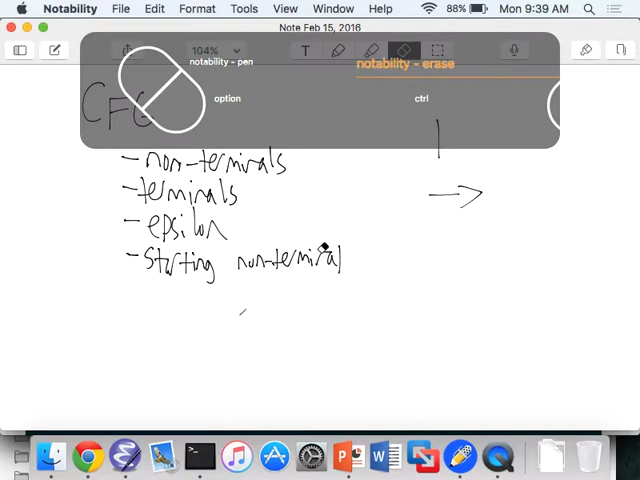 Notability File Edit Format Tools View Window Help 88% Mon 9:39 AM
Note Feb 15, 2016
104% T
notability - pen
notability - erase
option
ctrl
CFG
- non-terminals
- terminals
- epsilon
- Starting non-terminal